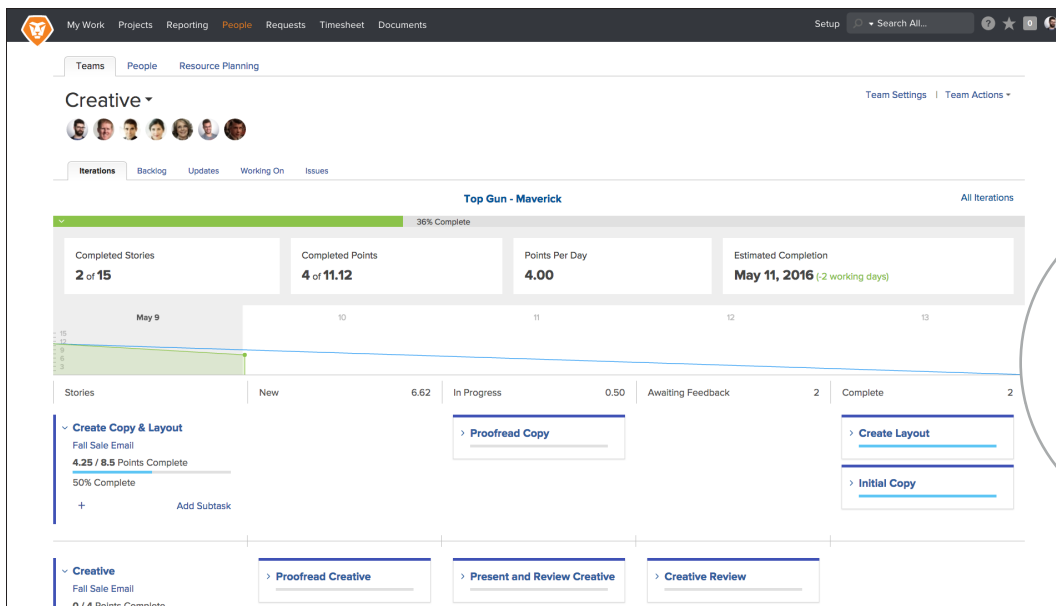 My Work Projects Reporting People Requests Timesheet Documents Setup Search All... ? 0
Teams People Resource Planning
Creative Team Settings | Team Actions
Iterations Backlog Updates Working On Issues
Top Gun - Maverick All Iterations
36% Complete
Completed Stories Completed Points Points Per Day Estimated Completion
2 of 15 4 of 11.12 4.00 May 11, 2016 (-2 working days)
May 9 10 11 12 13
15
12
9
6
3
Stories New 6.62 In Progress 0.50 Awaiting Feedback 2 Complete 2
Create Copy & Layout Proofread Copy Create Layout
Fall Sale Email
4.25 / 8.5 Points Complete
50% Complete Initial Copy
+ Add Subtask
Creative Proofread Creative Present and Review Creative Creative Review
Fall Sale Email
0 / 4 Points Complete